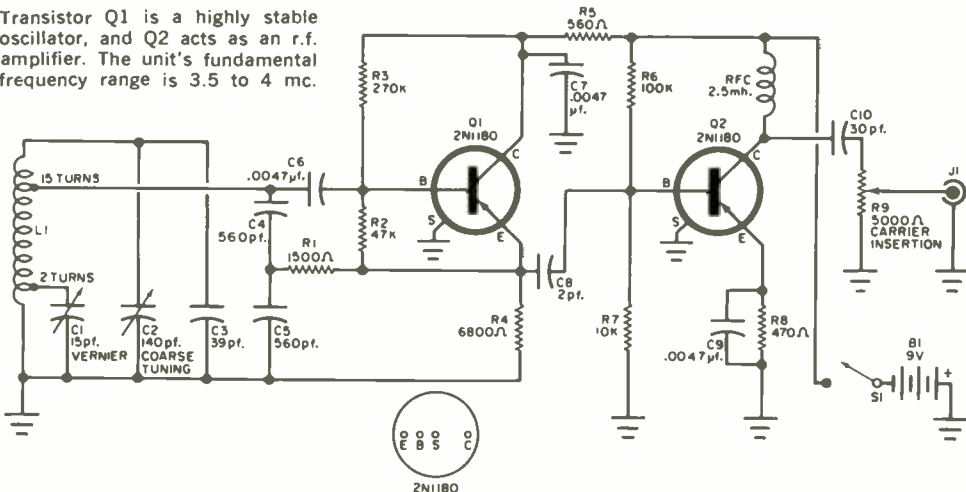 Transistor Q1 is a highly stable
oscillator, and Q2 acts as an r.f.
amplifier. The unit's fundamental
frequency range is 3.5 to 4 mc.
R5
560Ω
R3
270K
C7
.0047
µf.
R6
100K
RFC
2.5mh.
Q1
2N1180
Q2
2N1180
C10
30pf.
C6
.0047µf.
15 TURNS
B
C
S
E
B
C
S
E
J1
R9
5000Ω
CARRIER
INSERTION
L1
C4
560pf.
R2
47K
R1
1500Ω
2 TURNS
C8
2pf.
C1
15pf.
VERNIER
C2
140pf.
COARSE
TUNING
C3
39pf.
C5
560pf.
R4
6800Ω
R7
10K
C9
.0047µf.
R8
470Ω
B1
9V
+
S1
E B S C
2N1180